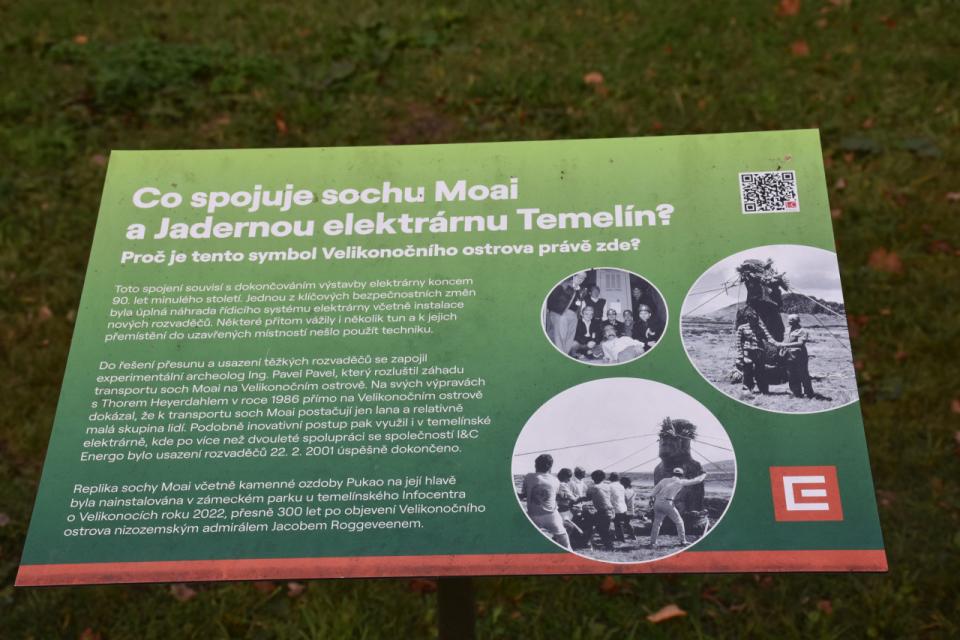 Co spojuje sochu Moai
a Jadernou elektrárnu Temelín?
Proč je tento symbol Velikonočního ostrova právě zde?
Toto spojení souvisí s dokončováním výstavby elektrárny koncem
90. let minulého století. Jednou z klíčových bezpečnostních změn
byla úplná náhrada řídicího systému elektrárny včetně instalace
nových rozvaděčů. Některé přitom vážily i několik tun a k jejich
přemístění do uzavřených místností nešlo použít techniku.
Do řešení přesunu a usazení těžkých rozvaděčů se zapojil
experimentální archeolog Ing. Pavel Pavel, který rozluštil záhadu
transportu soch Moai na Velikonočním ostrově. Na svých výpravách
s Thorem Heyerdahlem v roce 1986 přímo na Velikonočním ostrově
dokázal, že k transportu soch Moai postačují jen lana a relativně
malá skupina lidí. Podobně inovativní postup pak využil i v temelínské
elektrárně, kde po více než dvouleté spolupráci se společností I&C
Energo bylo usazení rozvaděčů 22. 2. 2001 úspěšně dokončeno.
Replika sochy Moai včetně kamenné ozdoby Pukao na její hlavě
byla nainstalována v zámeckém parku u temelínského Infocentra
o Velikonocích roku 2022, přesně 300 let po objevení Velikonočního
ostrova nizozemským admirálem Jacobem Roggeveenem.